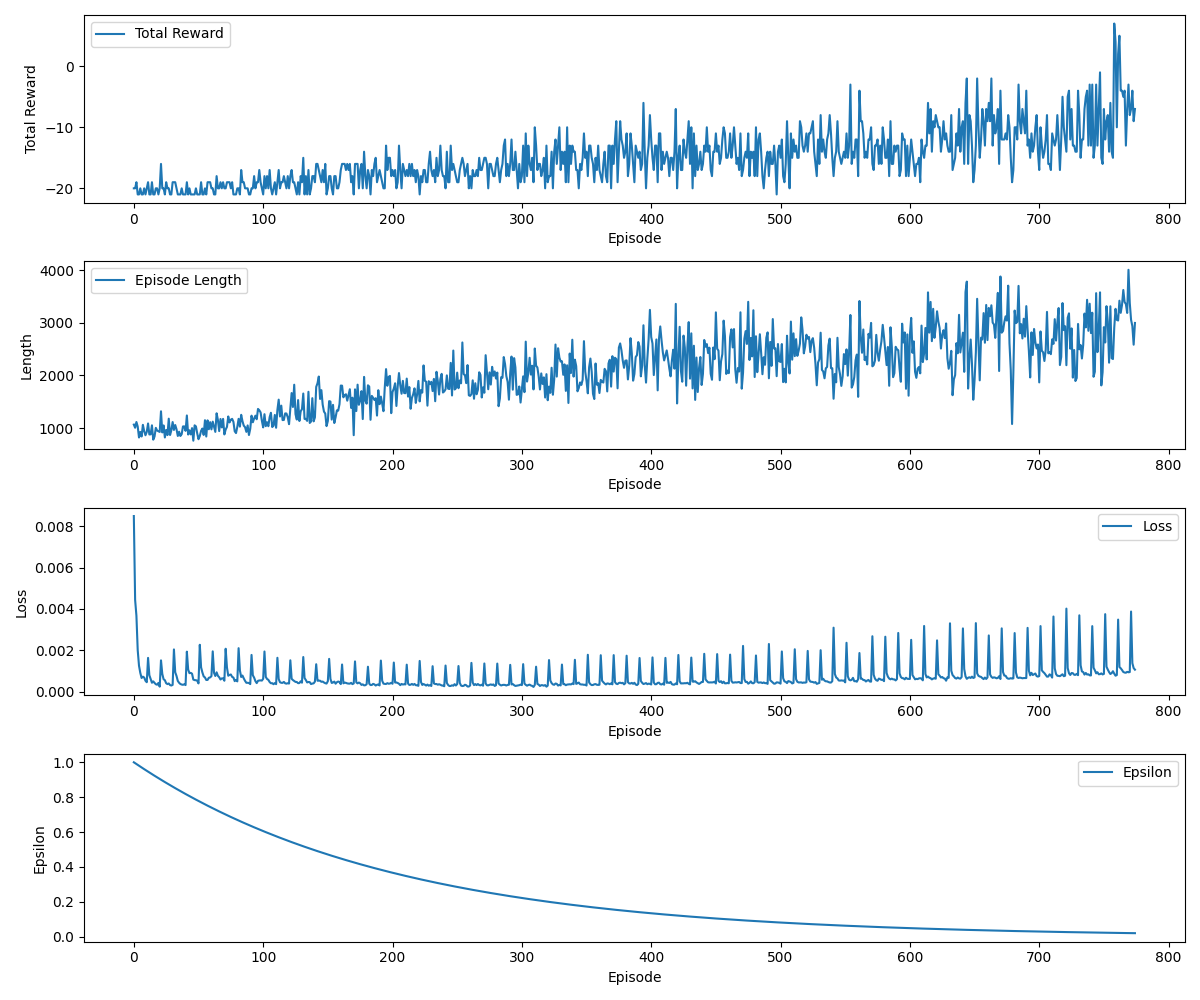 Total Reward
Total Reward
0
−10
−20
0 100 200 300 400 500 600 700 800
Episode
Episode Length
Length
4000
3000
2000
1000
0 100 200 300 400 500 600 700 800
Episode
Loss
Loss
0.008
0.006
0.004
0.002
0.000
0 100 200 300 400 500 600 700 800
Episode
Epsilon
Epsilon
1.0
0.8
0.6
0.4
0.2
0.0
0 100 200 300 400 500 600 700 800
Episode